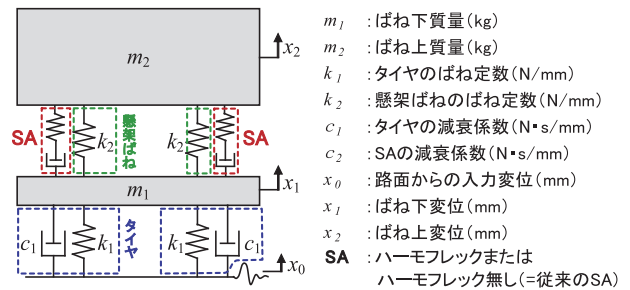 m2
x2
SA
k2
懸架ばね
k2
SA
m1
x1
c1
k1
タイヤ
k1
c1
x0
m1 :ばね下質量(kg)
m2 :ばね上質量(kg)
k1 :タイヤのばね定数(N/mm)
k2 :懸架ばねのばね定数(N/mm)
c1 :タイヤの減衰係数(N・s/mm)
c2 :SAの減衰係数(N・s/mm)
x0 :路面からの入力変位(mm)
x1 :ばね下変位(mm)
x2 :ばね上変位(mm)
SA :ハーモフレックまたは
ハーモフレック無し(=従来のSA)